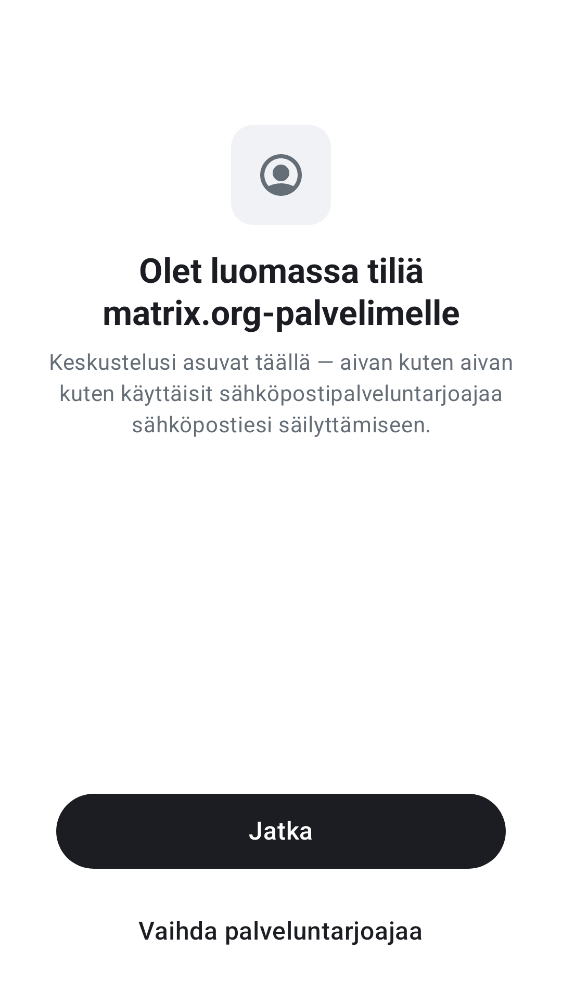 Olet luomassa tiliä
matrix.org-palvelimelle
Keskustelusi asuvat täällä — aivan kuten aivan
kuten käyttäisit sähköpostipalveluntarjoajaa
sähköpostiesi säilyttämiseen.
Jatka
Vaihda palveluntarjoajaa